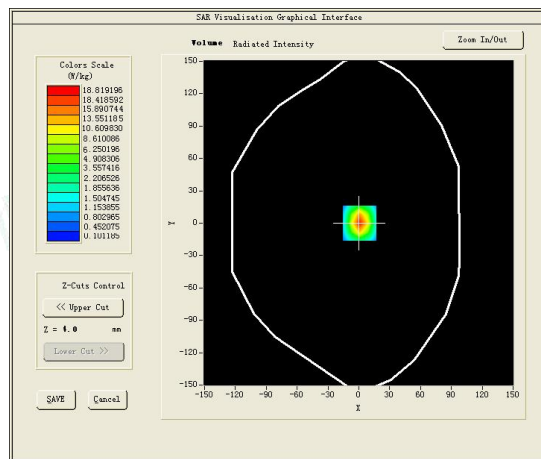 SAR Visualisation Graphical Interface
Volume Radiated Intensity
Zoom In/Out
Colors Scale
(W/kg)
18.819196
18.418592
15.890744
13.551185
10.609830
8.610086
6.250196
4.908306
3.557416
2.206526
1.855636
1.504745
1.153855
0.802965
0.452075
0.101185
Z-Cuts Control
<< Upper Cut
Z = 4.0 mm
Lower Cut >>
SAVE
Cancel
150
120
90
60
30
0
-30
-60
-90
-120
-150
Y
-150 -120 -90 -60 -30 0 30 60 90 120 150
X